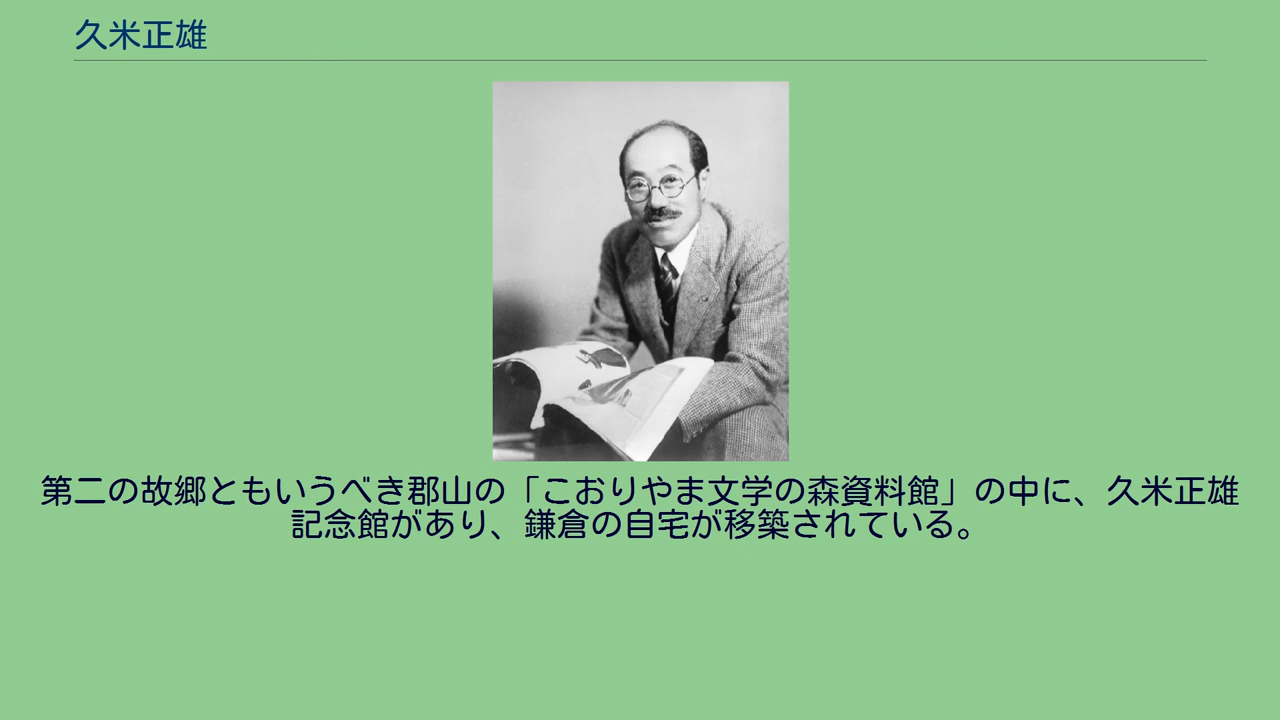 久米正雄
第二の故郷ともいうべき郡山の「こおりやま文学の森資料館」の中に、久米正雄
記念館があり、鎌倉の自宅が移築されている。